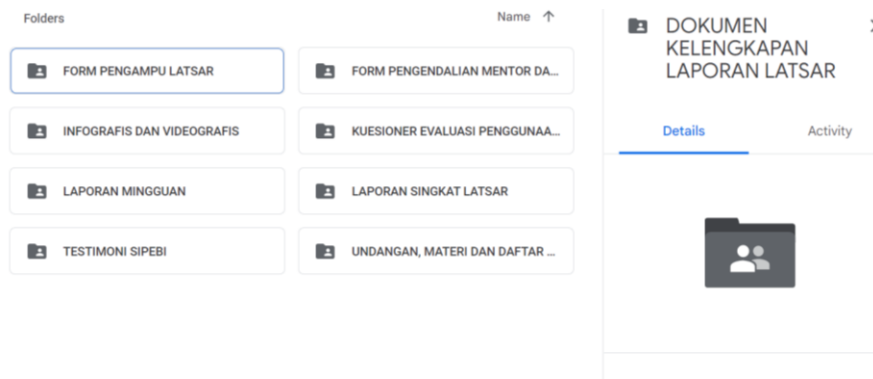 Folders
Name ↑
FORM PENGAMPU LATSAR
FORM PENGENDALIAN MENTOR DA...
INFOGRAFIS DAN VIDEOGRAFIS
KUESIONER EVALUASI PENGGUNAA...
LAPORAN MINGGUAN
LAPORAN SINGKAT LATSAR
TESTIMONI SIPEBI
UNDANGAN, MATERI DAN DAFTAR ...
DOKUMEN
KELENGKAPAN
LAPORAN LATSAR
Details
Activity